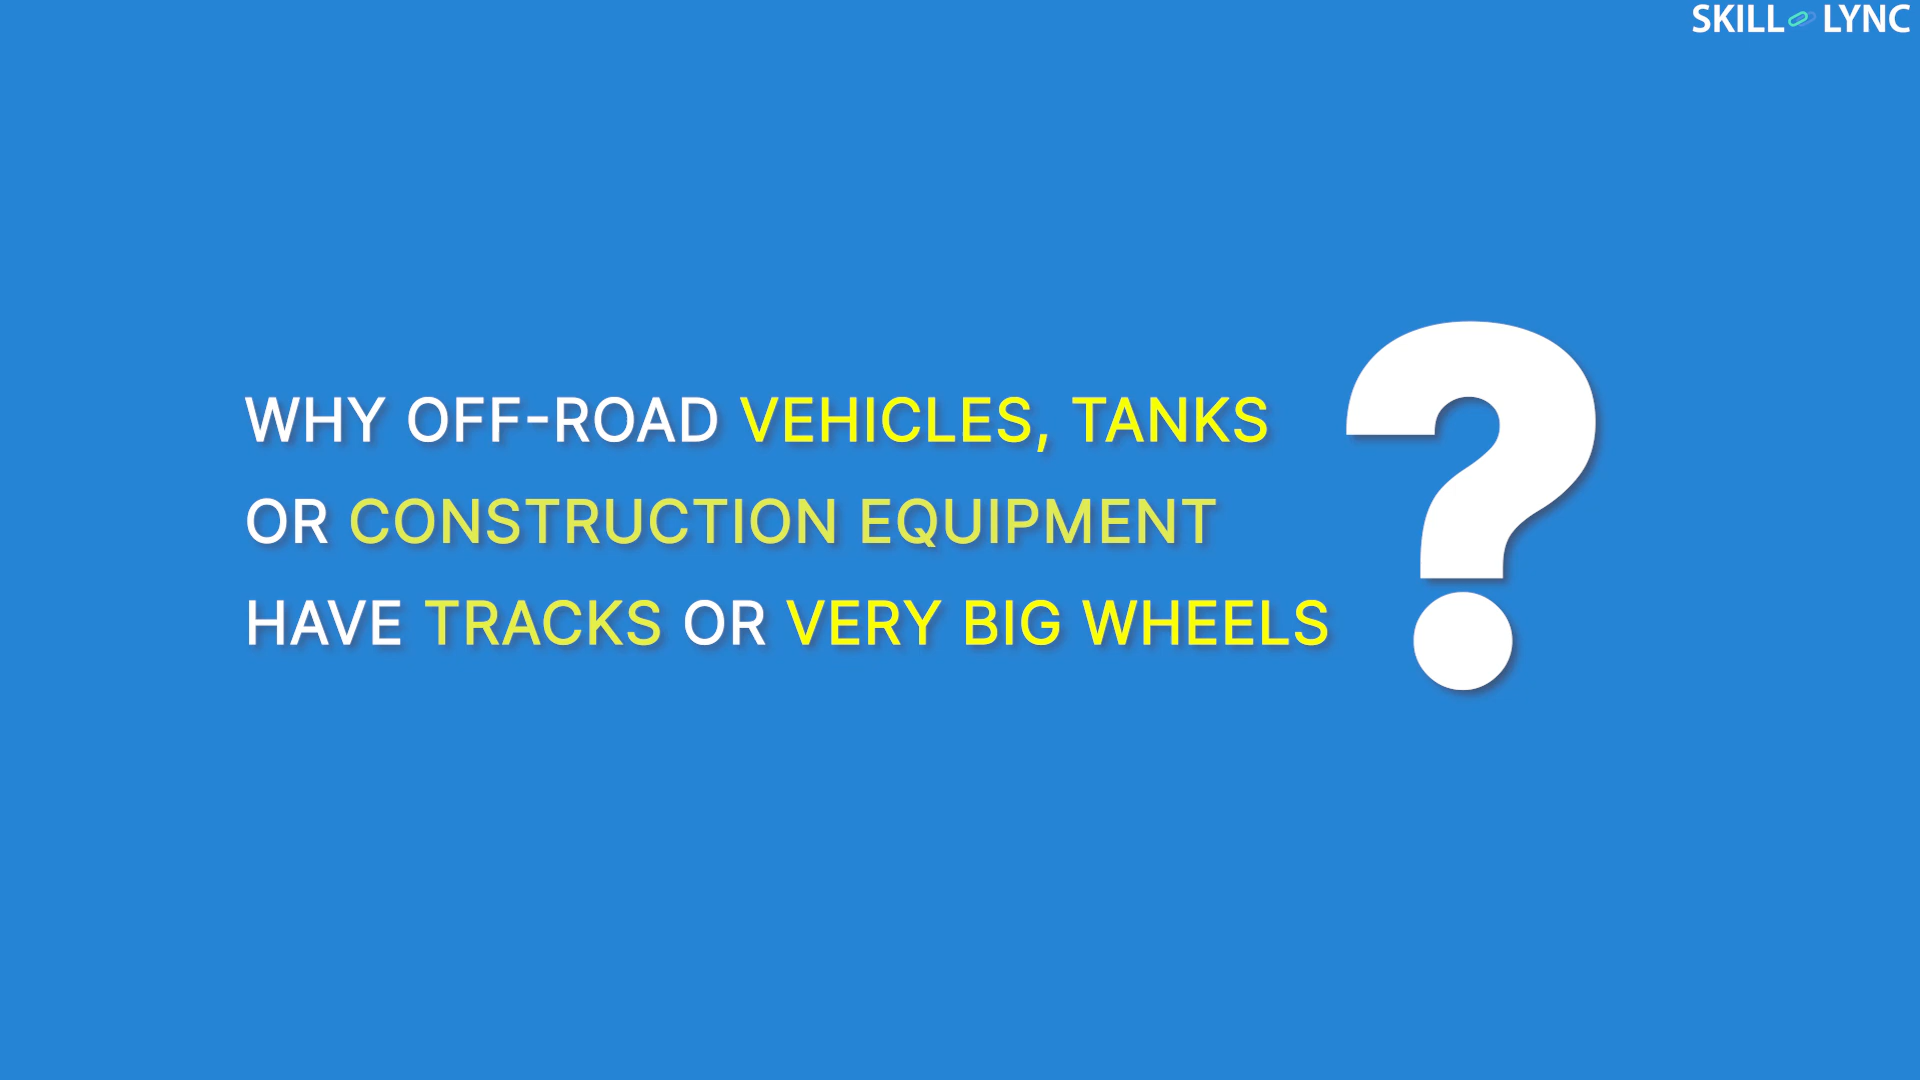 SKILL LYNC
WHY OFF-ROAD VEHICLES, TANKS
OR CONSTRUCTION EQUIPMENT
HAVE TRACKS OR VERY BIG WHEELS
?